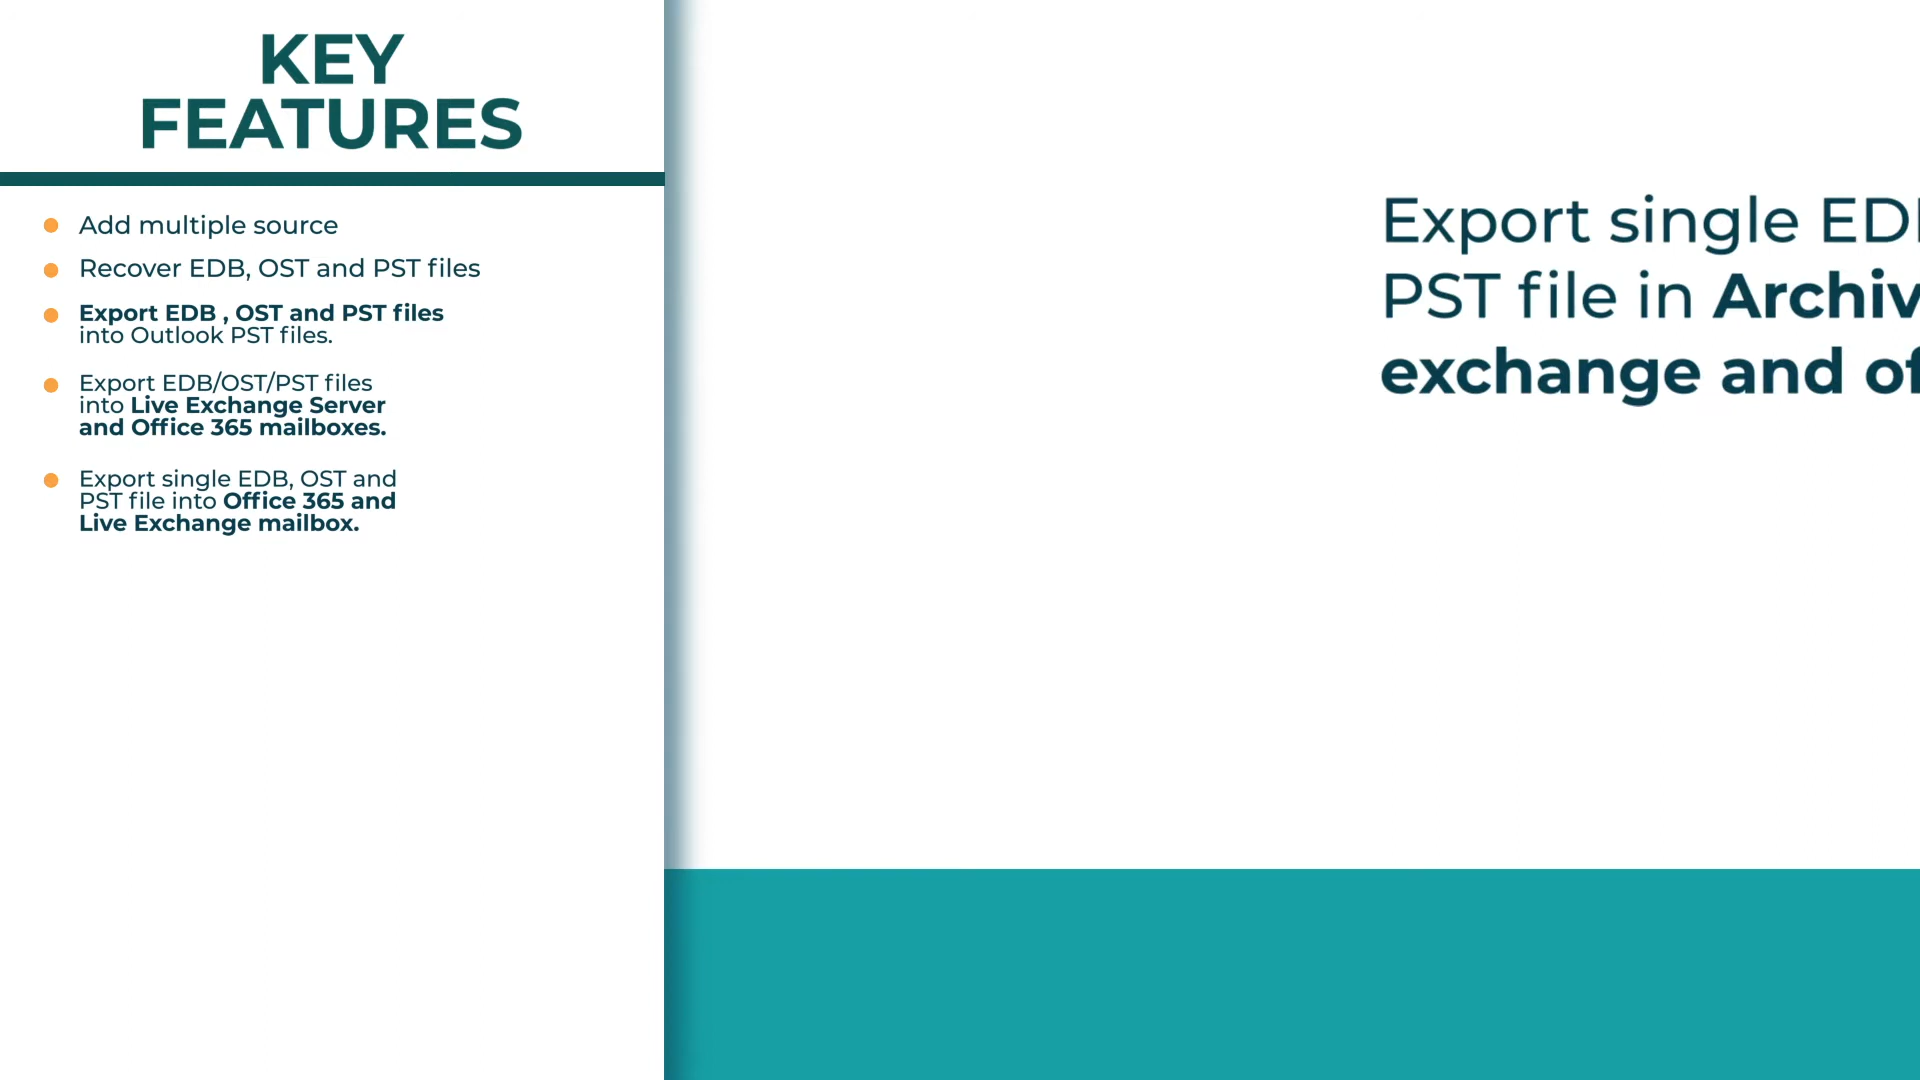 KEY
FEATURES
Add multiple source
Recover EDB, OST and PST files
Export EDB , OST and PST files
into Outlook PST files.
Export EDB/OST/PST files
into Live Exchange Server
and Office 365 mailboxes.
Export single EDB, OST and
PST file into Office 365 and
Live Exchange mailbox.
Export single
PST file in
exchange and